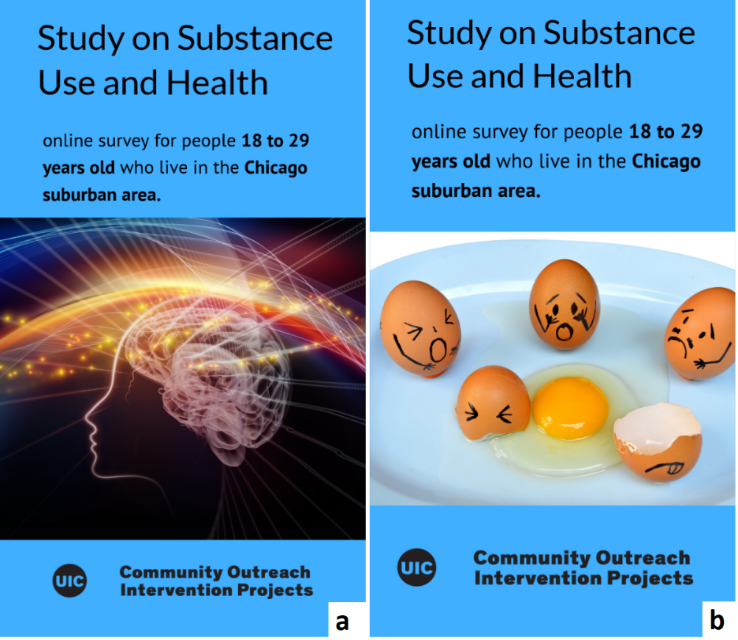 Study on Substance
Use and Health
online survey for people 18 to 29
years old who live in the Chicago
suburban area.
UIC
Community Outreach
Intervention Projects
a
Study on Substance
Use and Health
online survey for people 18 to 29
years old who live in the Chicago
suburban area.
UIC
Community Outreach
Intervention Projects
b